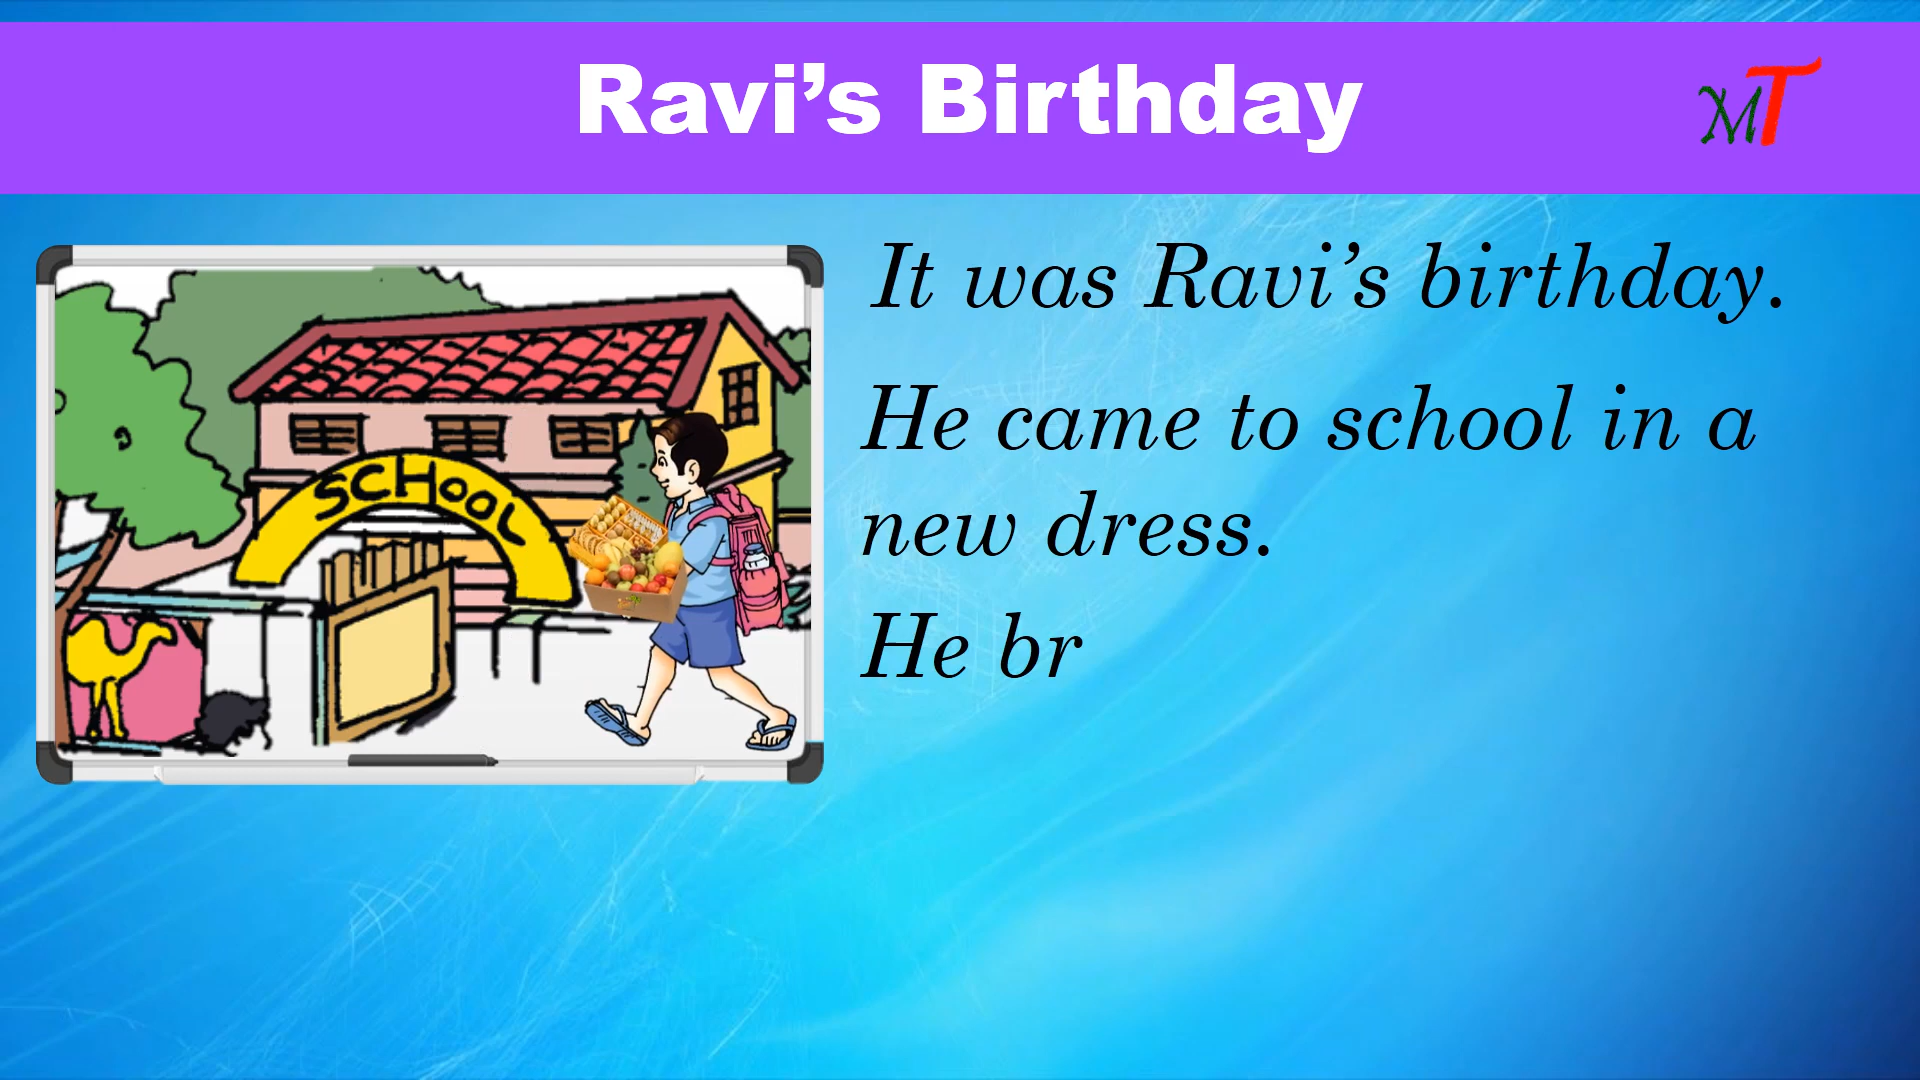 Ravi’s Birthday
MT
It was Ravi’s birthday.
He came to school in a
new dress.
He br
SCHOOL